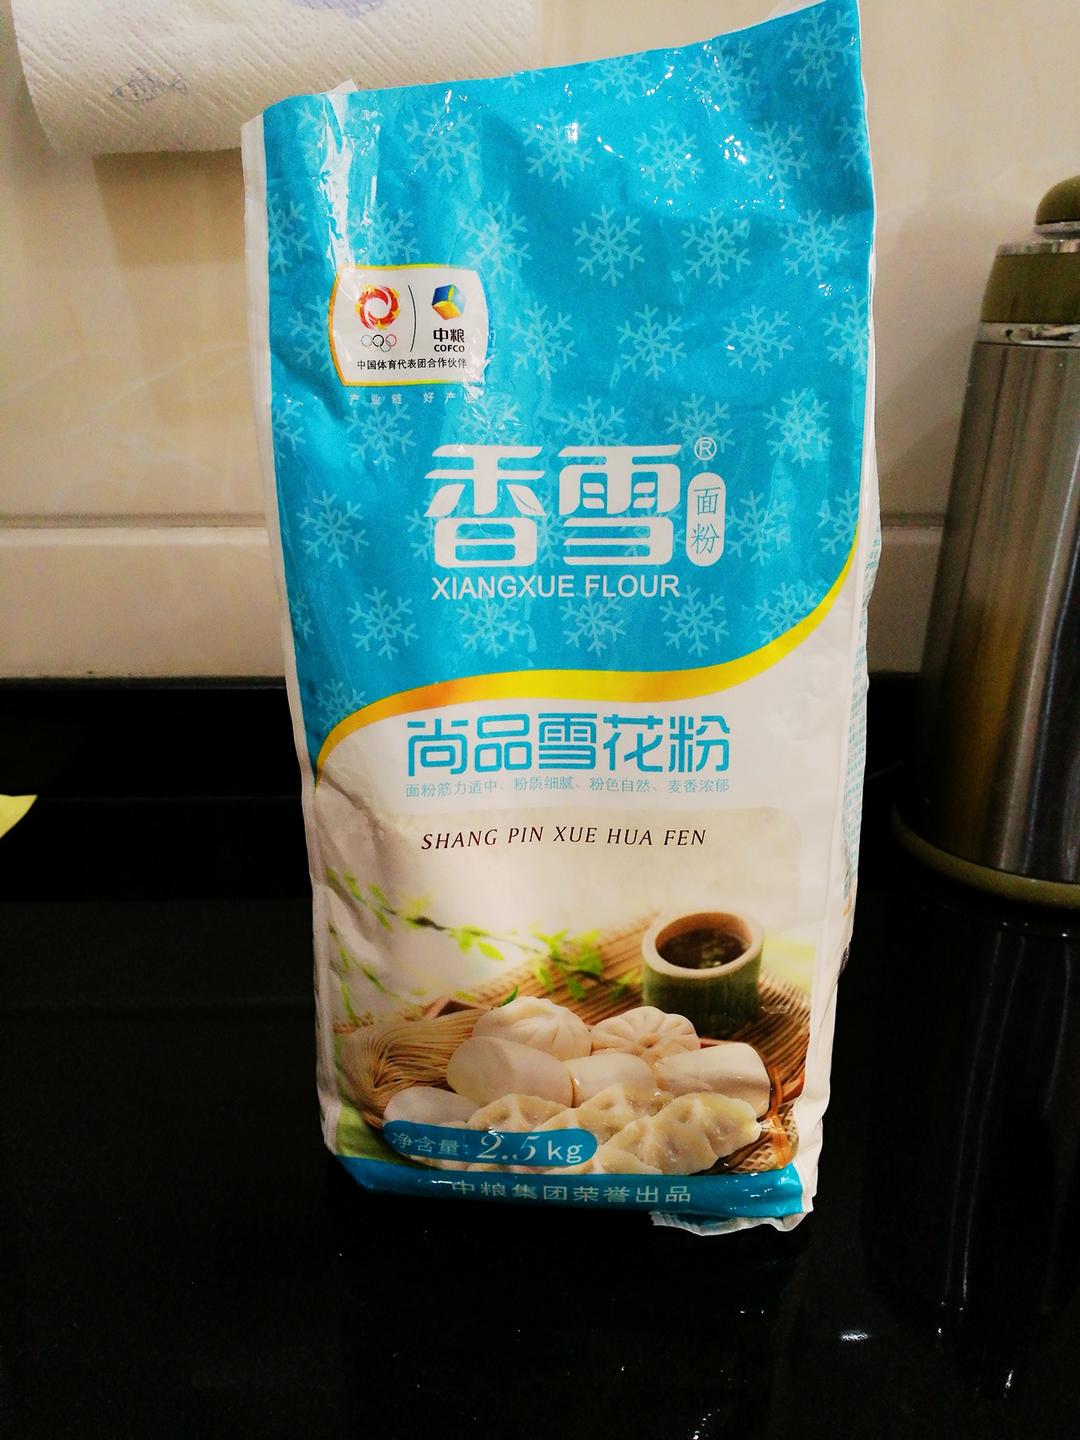 中粮
COFCO
中国体育代表团合作伙伴
产业链 好产品
香雪®
面粉
XIANGXUE FLOUR
尚品雪花粉
面粉筋力适中、粉质细腻、粉色自然、麦香浓郁
SHANG PIN XUE HUA FEN
净含量：2.5kg
中粮集团荣誉出品